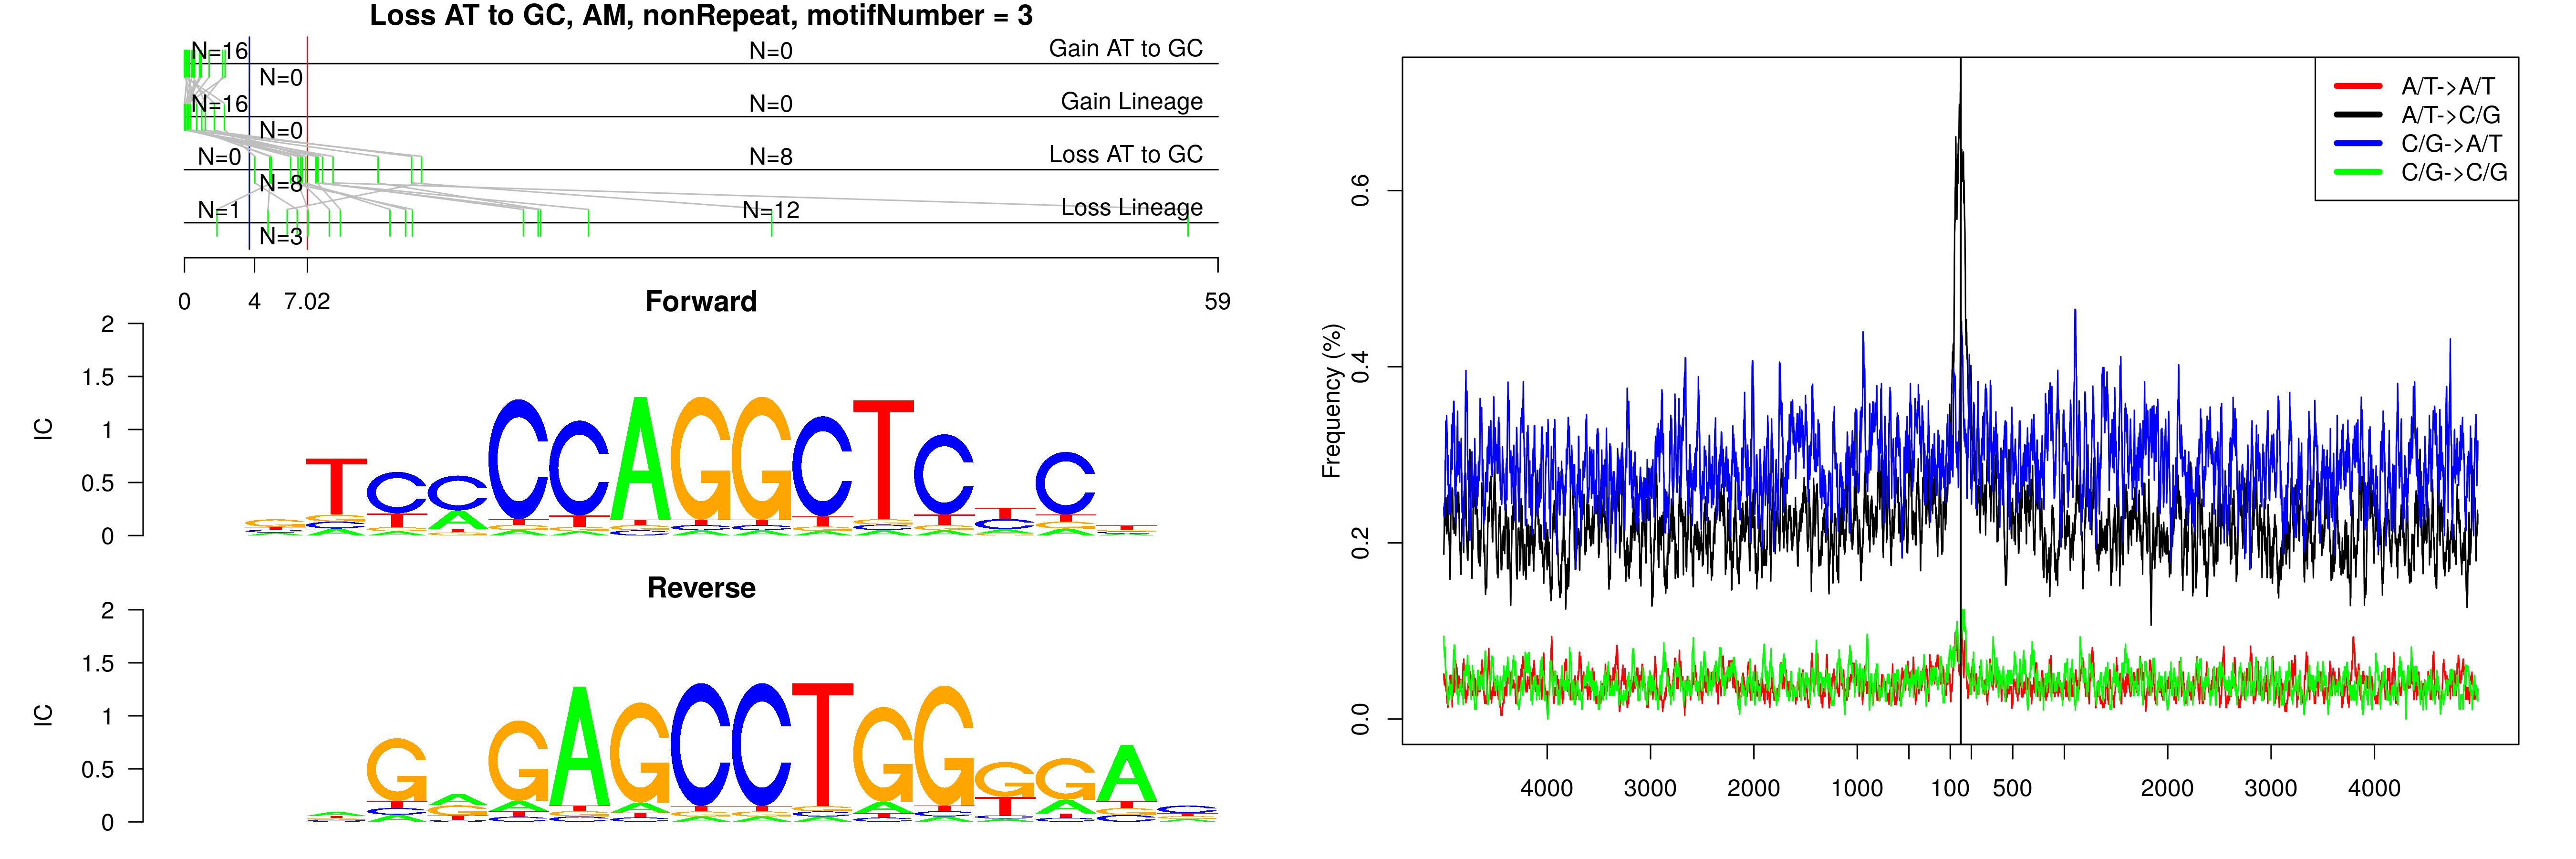 Loss AT to GC, AM, nonRepeat, motifNumber = 3
N=16 N=0 Gain AT to GC
N=0
N=16 N=0 Gain Lineage
N=0
N=0 N=8 Loss AT to GC
N=8
N=1 N=12 Loss Lineage
N=3
0 4 7.02 59
Forward
IC
2
1.5
1
0.5
0
TCCCCAGGCTCTC
Reverse
IC
2
1.5
1
0.5
0
GAGAGCCTGGGGA
Frequency (%)
0.6
0.4
0.2
0.0
A/T->A/T
A/T->C/G
C/G->A/T
C/G->C/G
4000 3000 2000 1000 100 500 2000 3000 4000